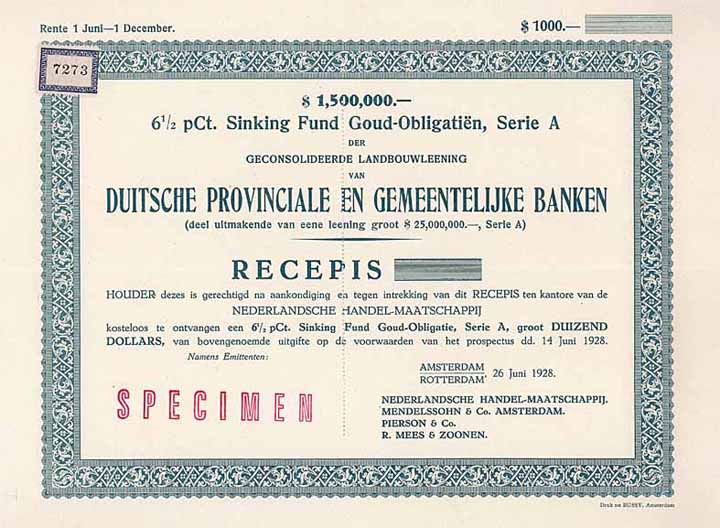 Rente 1 Juni—1 December.
$ 1000.—
7273
$ 1,500,000.—
6½ pCt. Sinking Fund Goud-Obligatiën, Serie A
DER
GECONSOLIDEERDE LANDBOUWLEENING
VAN
DUITSCHE PROVINCIALE EN GEMEENTELIJKE BANKEN
(deel uitmakende van eene leening groot $ 25,000,000.—, Serie A)
RECEPIS
HOUDER dezes is gerechtigd na aankondiging en tegen intrekking van dit RECEPIS ten kantore van de
NEDERLANDSCHE HANDEL-MAATSCHAPPIJ
kosteloos te ontvangen een 6½ pCt. Sinking Fund Goud-Obligatie, Serie A, groot DUIZEND
DOLLARS, van bovengenoemde uitgifte op de voorwaarden van het prospectus dd. 14 Juni 1928.
Namens Emittenten:
AMSTERDAM
ROTTERDAM, 26 Juni 1928.
SPECIMEN
NEDERLANDSCHE HANDEL-MAATSCHAPPIJ.
MENDELSSOHN & Co. AMSTERDAM.
PIERSON & Co.
R. MEES & ZOONEN.
Druk DE BUSSY, Amsterdam